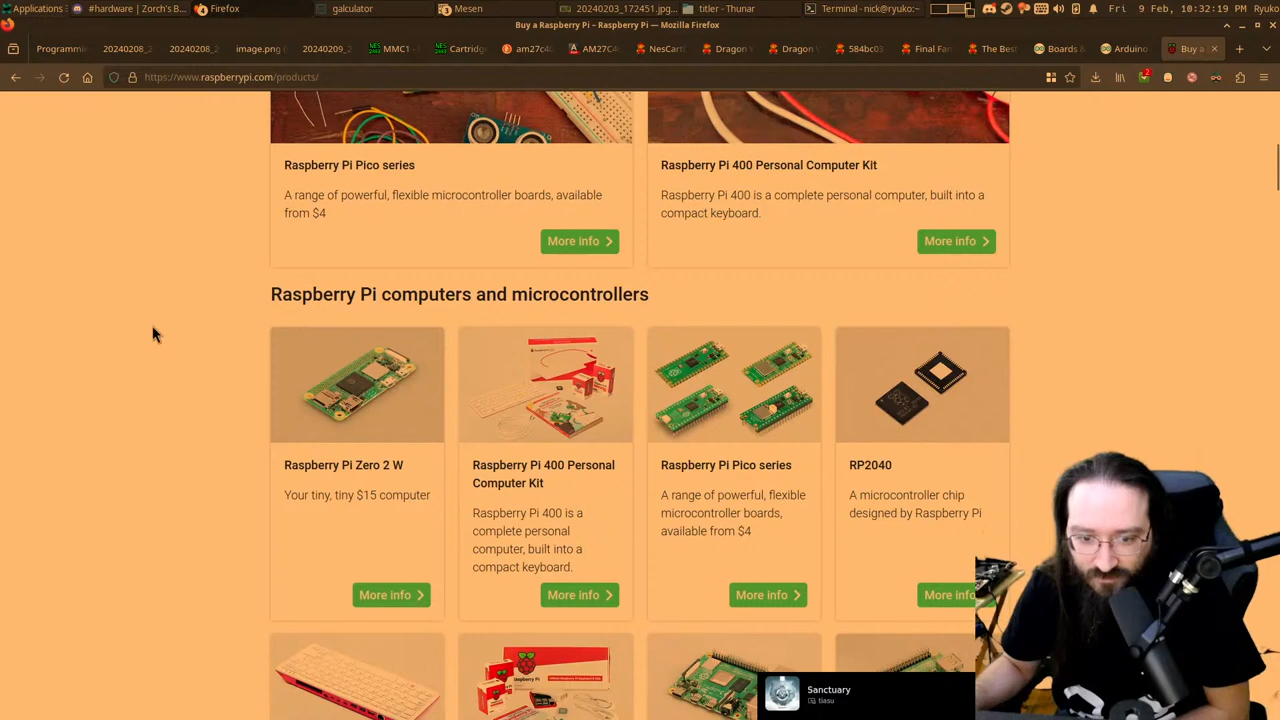 Applications
#hardware | Zorch's B...
Firefox
galculator
Mesen
20240203_172451.jpg...
titler - Thunar
Terminal - nick@ryuko:~
Fri 9 Feb, 10:32:19 PM Ryuko
Buy a Raspberry Pi – Raspberry Pi — Mozilla Firefox
Programmi
20240208_2
20240208_2
image.png (
20240209_2
NES MMC1 -
NES Cartridg
am27c4(
A AM27C
NesCart
Dragon \
Dragon \
584bc03
Final Fan
The Best
Boards &
Arduino
Buy a
https://www.raspberrypi.com/products/
2
Raspberry Pi Pico series
A range of powerful, flexible microcontroller boards, available
from $4
More info
Raspberry Pi 400 Personal Computer Kit
Raspberry Pi 400 is a complete personal computer, built into a
compact keyboard.
More info
Raspberry Pi computers and microcontrollers
Raspberry Pi Zero 2 W
Your tiny, tiny $15 computer
More info
Raspberry Pi 400 Personal
Computer Kit
Raspberry Pi 400 is a
complete personal
computer, built into a
compact keyboard.
More info
Raspberry Pi Pico series
A range of powerful, flexible
microcontroller boards,
available from $4
More info
RP2040
A microcontroller chip
designed by Raspberry Pi
More info
Sanctuary
tiasu